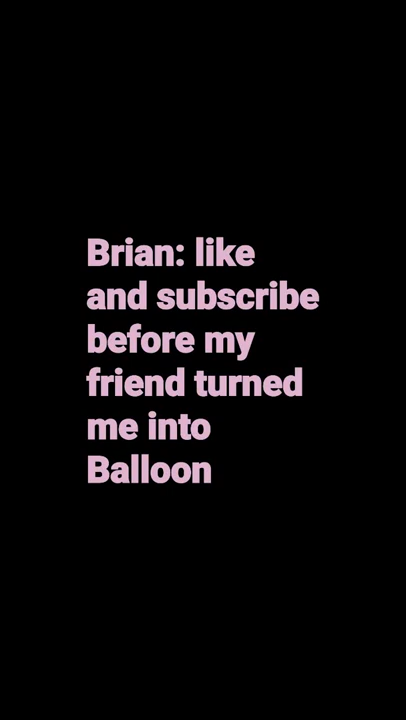 Brian: like
and subscribe
before my
friend turned
me into
Balloon